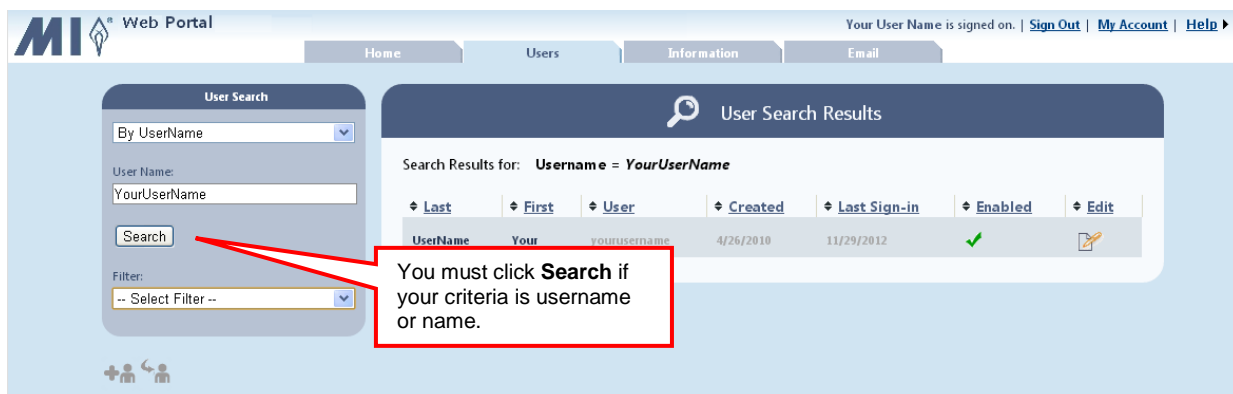 MI ® Web Portal
Your User Name is signed on. | Sign Out | My Account | Help
Home Users Information Email
User Search
By UserName
User Name:
YourUserName
Search
Filter:
-- Select Filter --
User Search Results
Search Results for: Username = YourUserName
Last First User Created Last Sign-in Enabled Edit
UserName Your yourusername 4/26/2010 11/29/2012
You must click Search if
your criteria is username
or name.